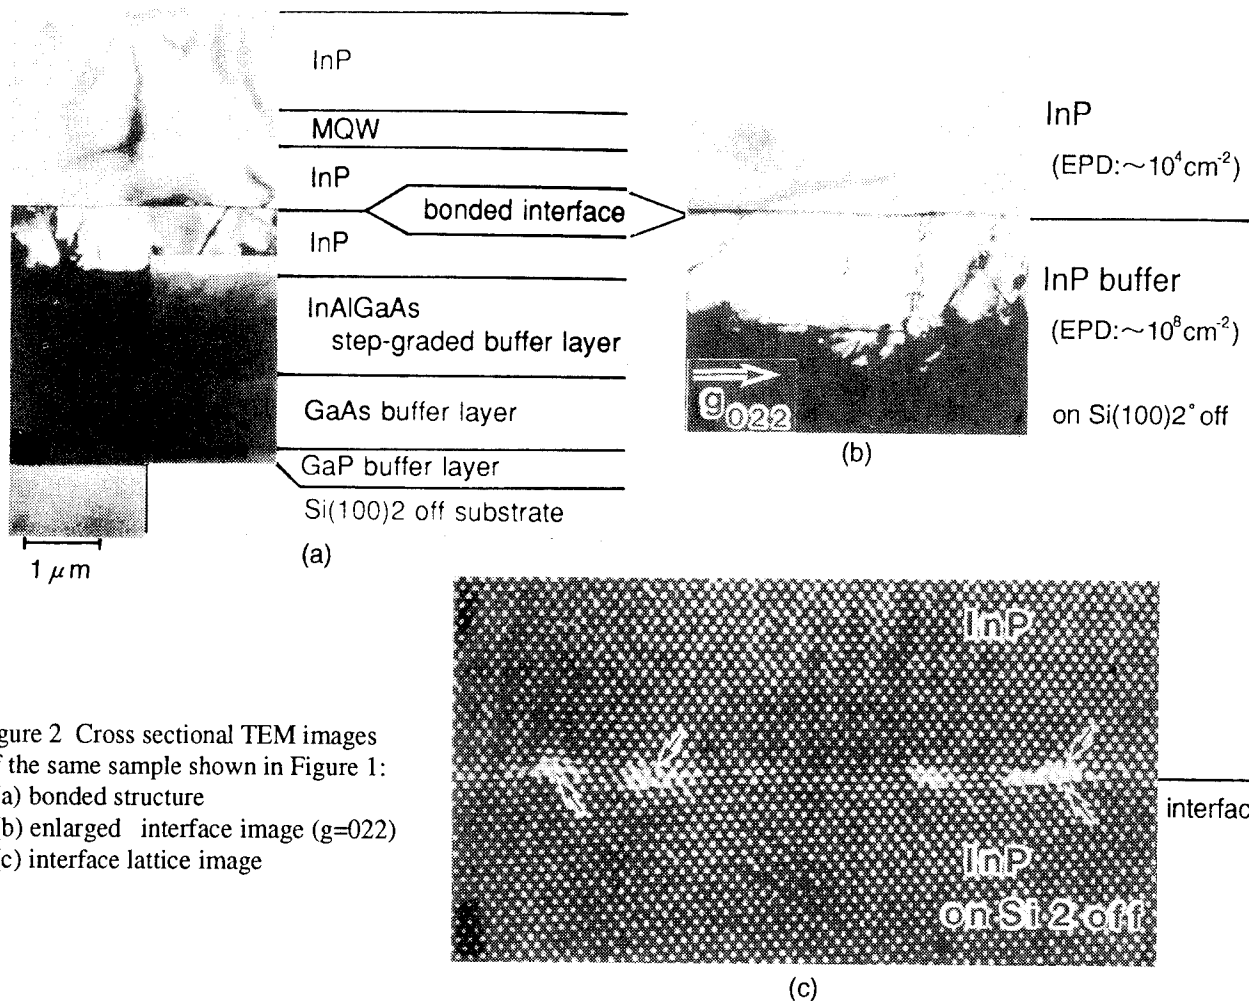 InP
MQW
InP
bonded interface
InP
InAlGaAs
step-graded buffer layer
GaAs buffer layer
GaP buffer layer
Si(100)2 off substrate
1 μm
(a)
InP
(EPD:~10⁴cm⁻²)
InP buffer
(EPD:~10⁸cm⁻²)
on Si(100)2° off
g022
(b)
InP
InP
on Si 2 off
interfac
(c)
gure 2 Cross sectional TEM images
f the same sample shown in Figure 1:
a) bonded structure
b) enlarged interface image (g=022)
c) interface lattice image